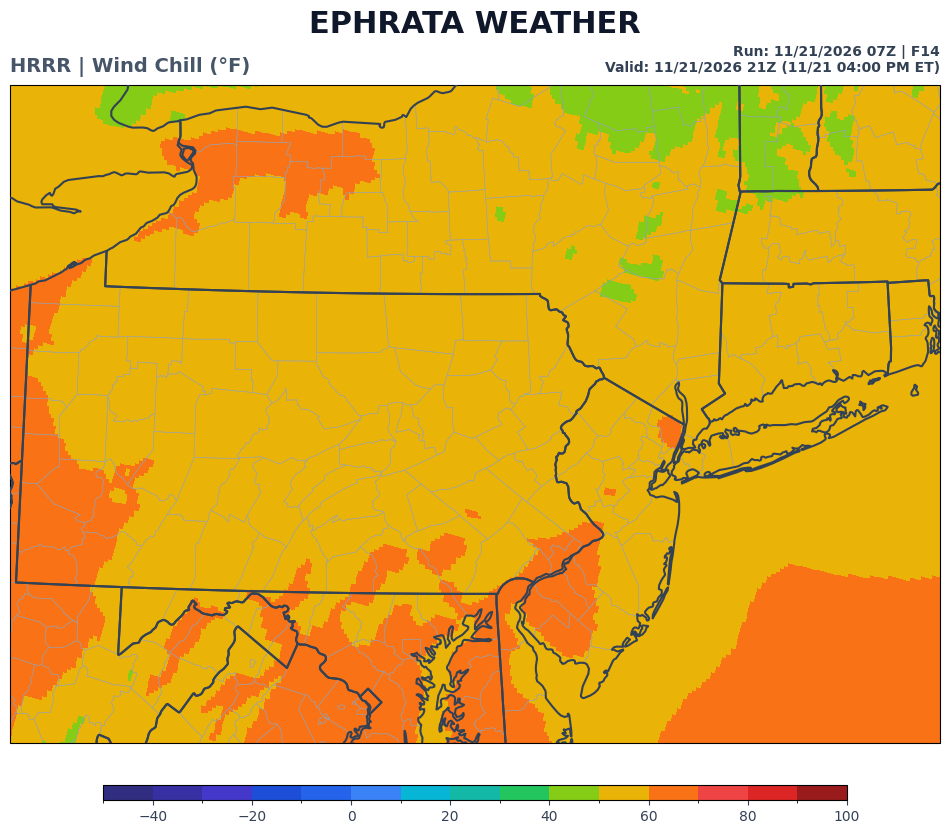 EPHRATA WEATHER
HRRR | Wind Chill (°F)
Run: 11/21/2026 07Z | F14
Valid: 11/21/2026 21Z (11/21 04:00 PM ET)
−40 −20 0 20 40 60 80 100